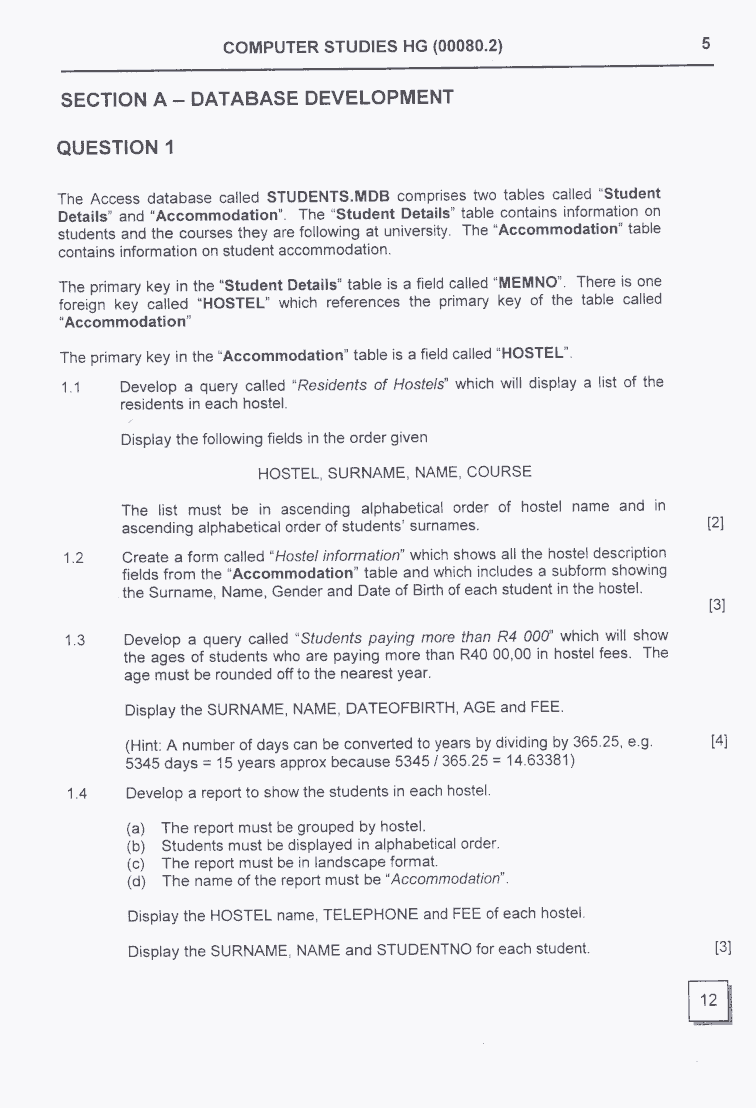 COMPUTER STUDIES HG (00080.2) 5
SECTION A – DATABASE DEVELOPMENT
QUESTION 1
The Access database called STUDENTS.MDB comprises two tables called “Student
Details” and “Accommodation”. The “Student Details” table contains information on
students and the courses they are following at university. The “Accommodation” table
contains information on student accommodation.
The primary key in the “Student Details” table is a field called “MEMNO”. There is one
foreign key called “HOSTEL” which references the primary key of the table called
“Accommodation”
The primary key in the “Accommodation” table is a field called “HOSTEL”.
1.1 Develop a query called “Residents of Hostels” which will display a list of the
residents in each hostel.
Display the following fields in the order given
HOSTEL, SURNAME, NAME, COURSE
The list must be in ascending alphabetical order of hostel name and in
ascending alphabetical order of students’ surnames. [2]
1.2 Create a form called “Hostel information” which shows all the hostel description
fields from the “Accommodation” table and which includes a subform showing
the Surname, Name, Gender and Date of Birth of each student in the hostel.
[3]
1.3 Develop a query called “Students paying more than R4 000” which will show
the ages of students who are paying more than R40 00,00 in hostel fees. The
age must be rounded off to the nearest year.
Display the SURNAME, NAME, DATEOFBIRTH, AGE and FEE.
(Hint: A number of days can be converted to years by dividing by 365.25, e.g. [4]
5345 days = 15 years approx because 5345 / 365.25 = 14.63381)
1.4 Develop a report to show the students in each hostel.
(a) The report must be grouped by hostel.
(b) Students must be displayed in alphabetical order.
(c) The report must be in landscape format.
(d) The name of the report must be “Accommodation”.
Display the HOSTEL name, TELEPHONE and FEE of each hostel.
Display the SURNAME, NAME and STUDENTNO for each student. [3]
12